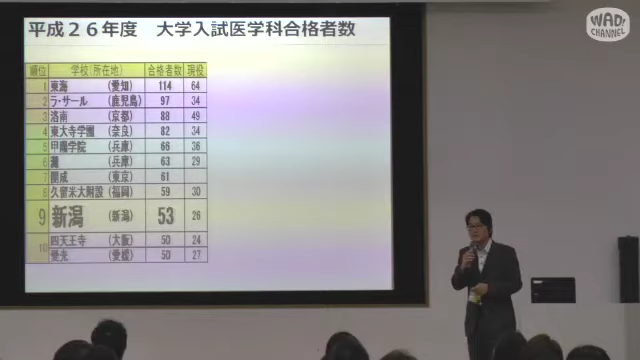 平成２６年度 大学入試医学科合格者数
順位 学校(所在地) 合格者数 現役
1 東海 (愛知) 114 64
2 ラ・サール (鹿児島) 97 34
3 洛南 (京都) 88 49
4 東大寺学園 (奈良) 82 34
5 甲陽学院 (兵庫) 66 36
6 灘 (兵庫) 63 29
7 開成 (東京) 61
8 久留米大附設 (福岡) 59 30
9 新潟 (新潟) 53 26
10 四天王寺 (大阪) 50 24
愛光 (愛媛) 50 27
WAD!
CHANNEL